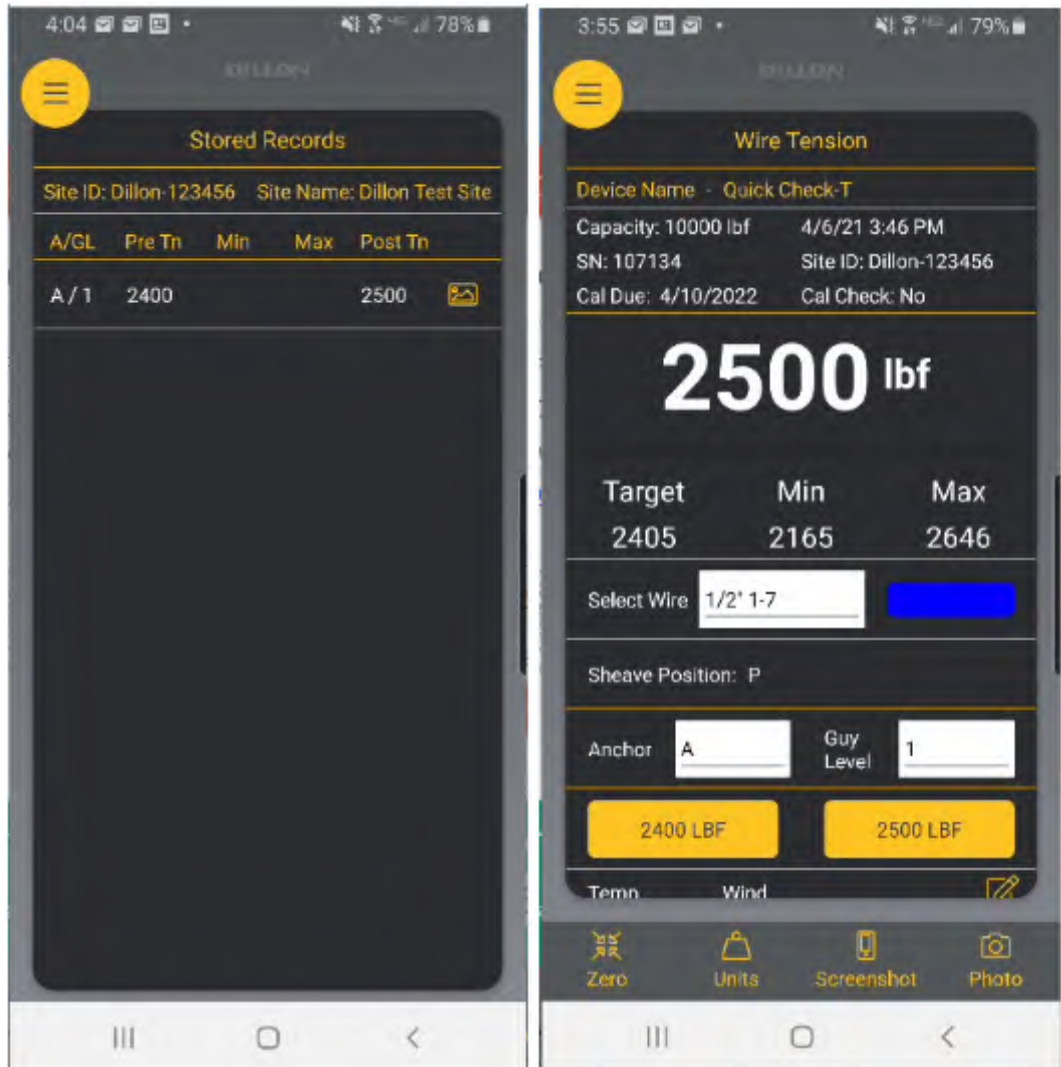 4:04 78%
DILLON
Stored Records
Site ID: Dillon-123456 Site Name: Dillon Test Site
A/GL Pre Tn Min Max Post Tn
A / 1 2400 2500
3:55 79%
DILLON
Wire Tension
Device Name - Quick Check-T
Capacity: 10000 lbf 4/6/21 3:46 PM
SN: 107134 Site ID: Dillon-123456
Cal Due: 4/10/2022 Cal Check: No
2500 lbf
Target Min Max
2405 2165 2646
Select Wire 1/2" 1-7
Sheave Position: P
Anchor A Guy Level 1
2400 LBF 2500 LBF
Temp Wind
Zero Units Screenshot Photo